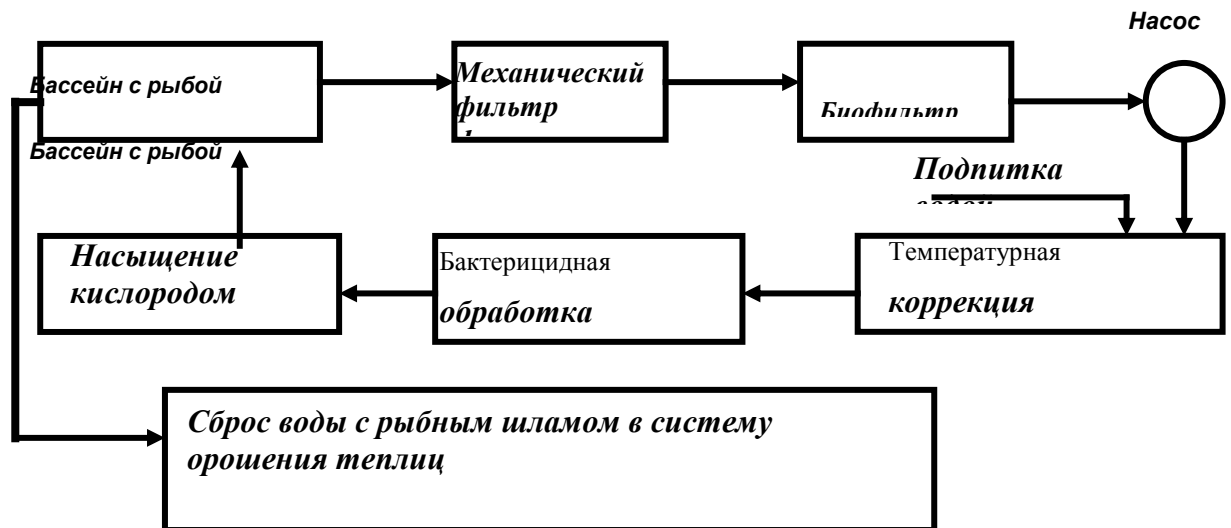 Насос
Бассейн с рыбой
Механический
фильтр
Биофильтр
Бассейн с рыбой
Подпитка
водой
Насыщение
кислородом
Бактерицидная
обработка
Температурная
коррекция
Сброс воды с рыбным шламом в систему
орошения теплиц